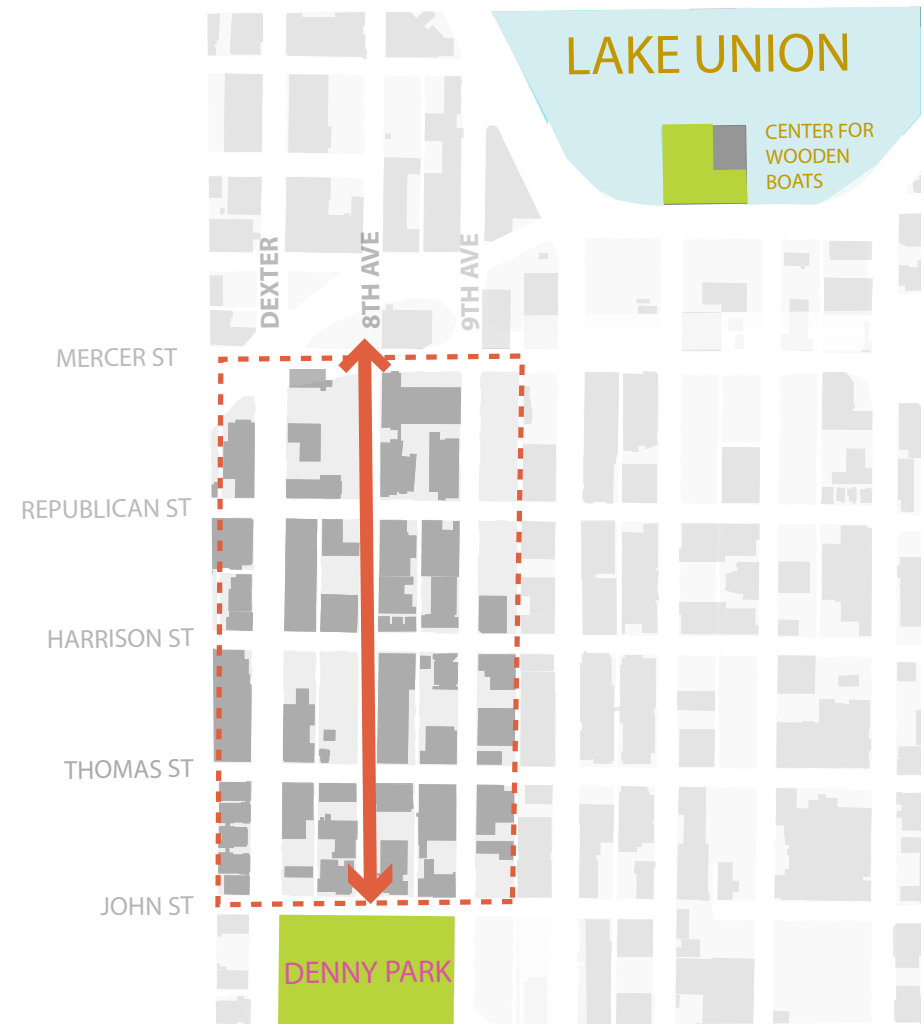 LAKE UNION
CENTER FOR
WOODEN
BOATS
DEXTER
8TH AVE
9TH AVE
MERCER ST
REPUBLICAN ST
HARRISON ST
THOMAS ST
JOHN ST
DENNY PARK